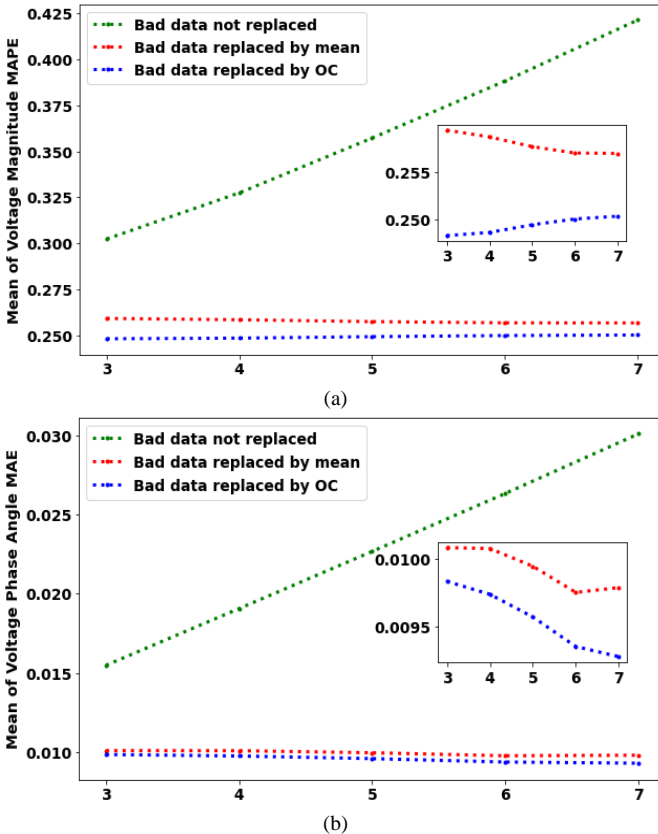 Mean of Voltage Magnitude MAPE
0.425
0.400
0.375
0.350
0.325
0.300
0.275
0.250
Bad data not replaced
Bad data replaced by mean
Bad data replaced by OC
0.255
0.250
3 4 5 6 7
3 4 5 6 7
(a)
Mean of Voltage Phase Angle MAE
0.030
0.025
0.020
0.015
0.010
Bad data not replaced
Bad data replaced by mean
Bad data replaced by OC
0.0100
0.0095
3 4 5 6 7
3 4 5 6 7
(b)